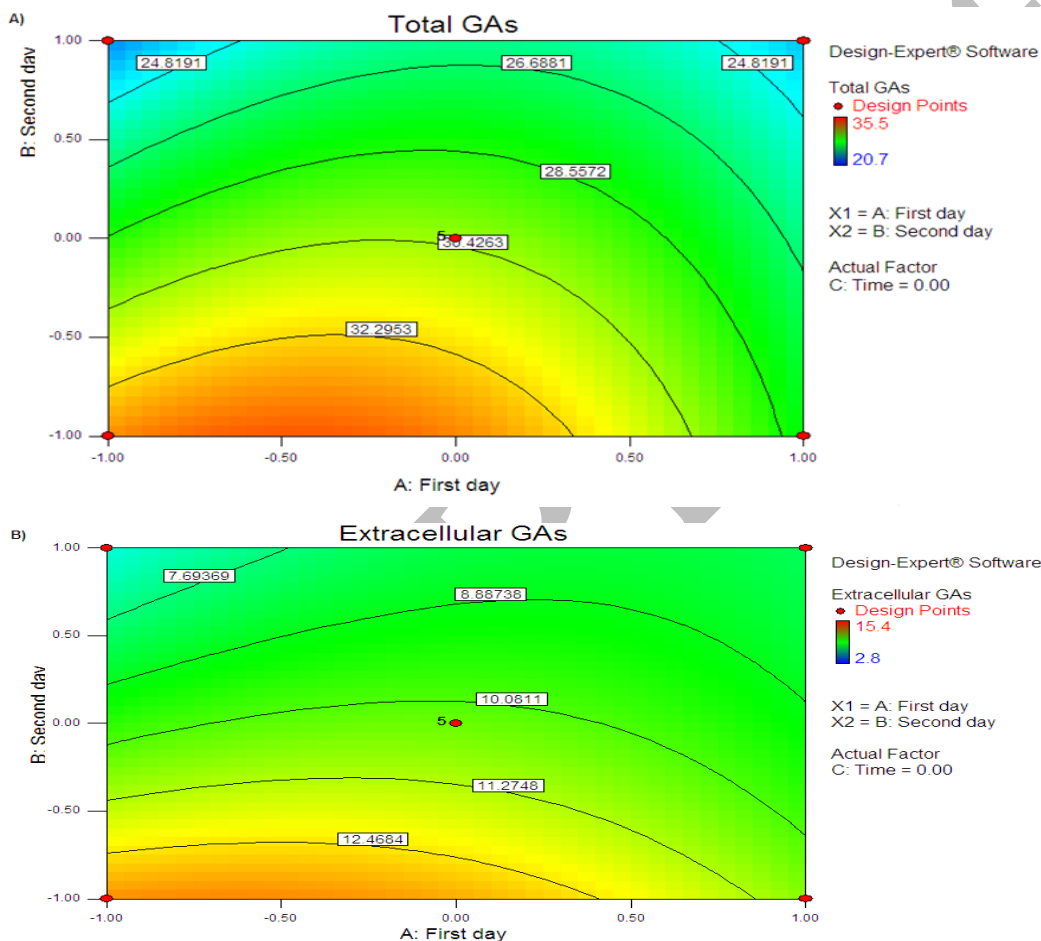 A)
Total GAs
B: Second day
1.00
0.50
0.00
-0.50
-1.00
24.8191
26.6881
24.8191
28.5572
5
30.4263
32.2953
-1.00
-0.50
0.00
0.50
1.00
A: First day
Design-Expert® Software
Total GAs
Design Points
35.5
20.7
X1 = A: First day
X2 = B: Second day
Actual Factor
C: Time = 0.00
B)
Extracellular GAs
B: Second day
1.00
0.50
0.00
-0.50
-1.00
7.69369
8.88738
10.0811
5
11.2748
12.4684
-1.00
-0.50
0.00
0.50
1.00
A: First day
Design-Expert® Software
Extracellular GAs
Design Points
15.4
2.8
X1 = A: First day
X2 = B: Second day
Actual Factor
C: Time = 0.00